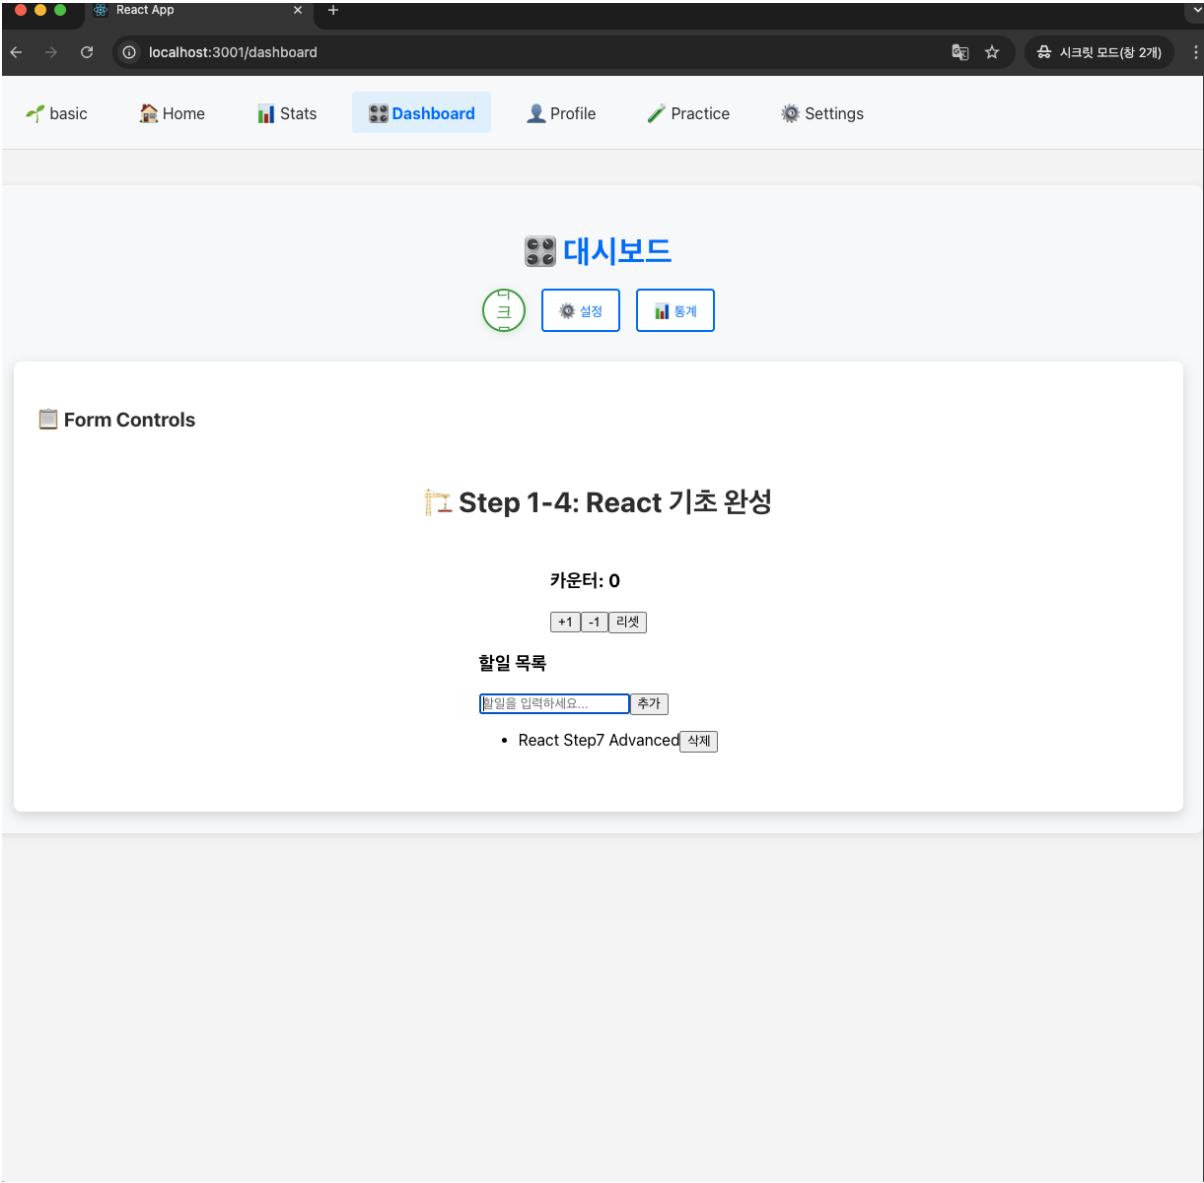 React App
localhost:3001/dashboard
시크릿 모드(창 2개)
basic
Home
Stats
Dashboard
Profile
Practice
Settings
대시보드
크
설정
통계
Form Controls
Step 1-4: React 기초 완성
카운터: 0
+1
-1
리셋
할일 목록
할일을 입력하세요...
추가
• React Step7 Advanced
삭제